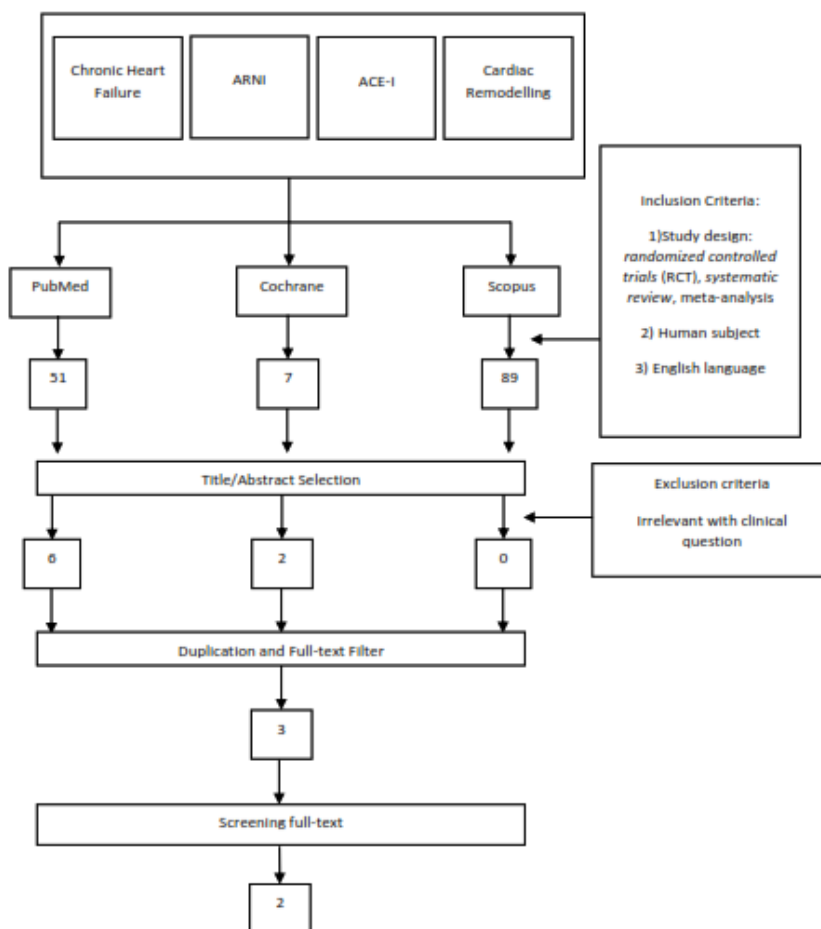 Chronic Heart
Failure
ARNI
ACE-I
Cardiac
Remodelling
Inclusion Criteria:
1)Study design:
randomized controlled
trials (RCT), systematic
review, meta-analysis
2) Human subject
3) English language
PubMed
Cochrane
Scopus
51
7
89
Title/Abstract Selection
Exclusion criteria
Irrelevant with clinical
question
6
2
0
Duplication and Full-text Filter
3
Screening full-text
2